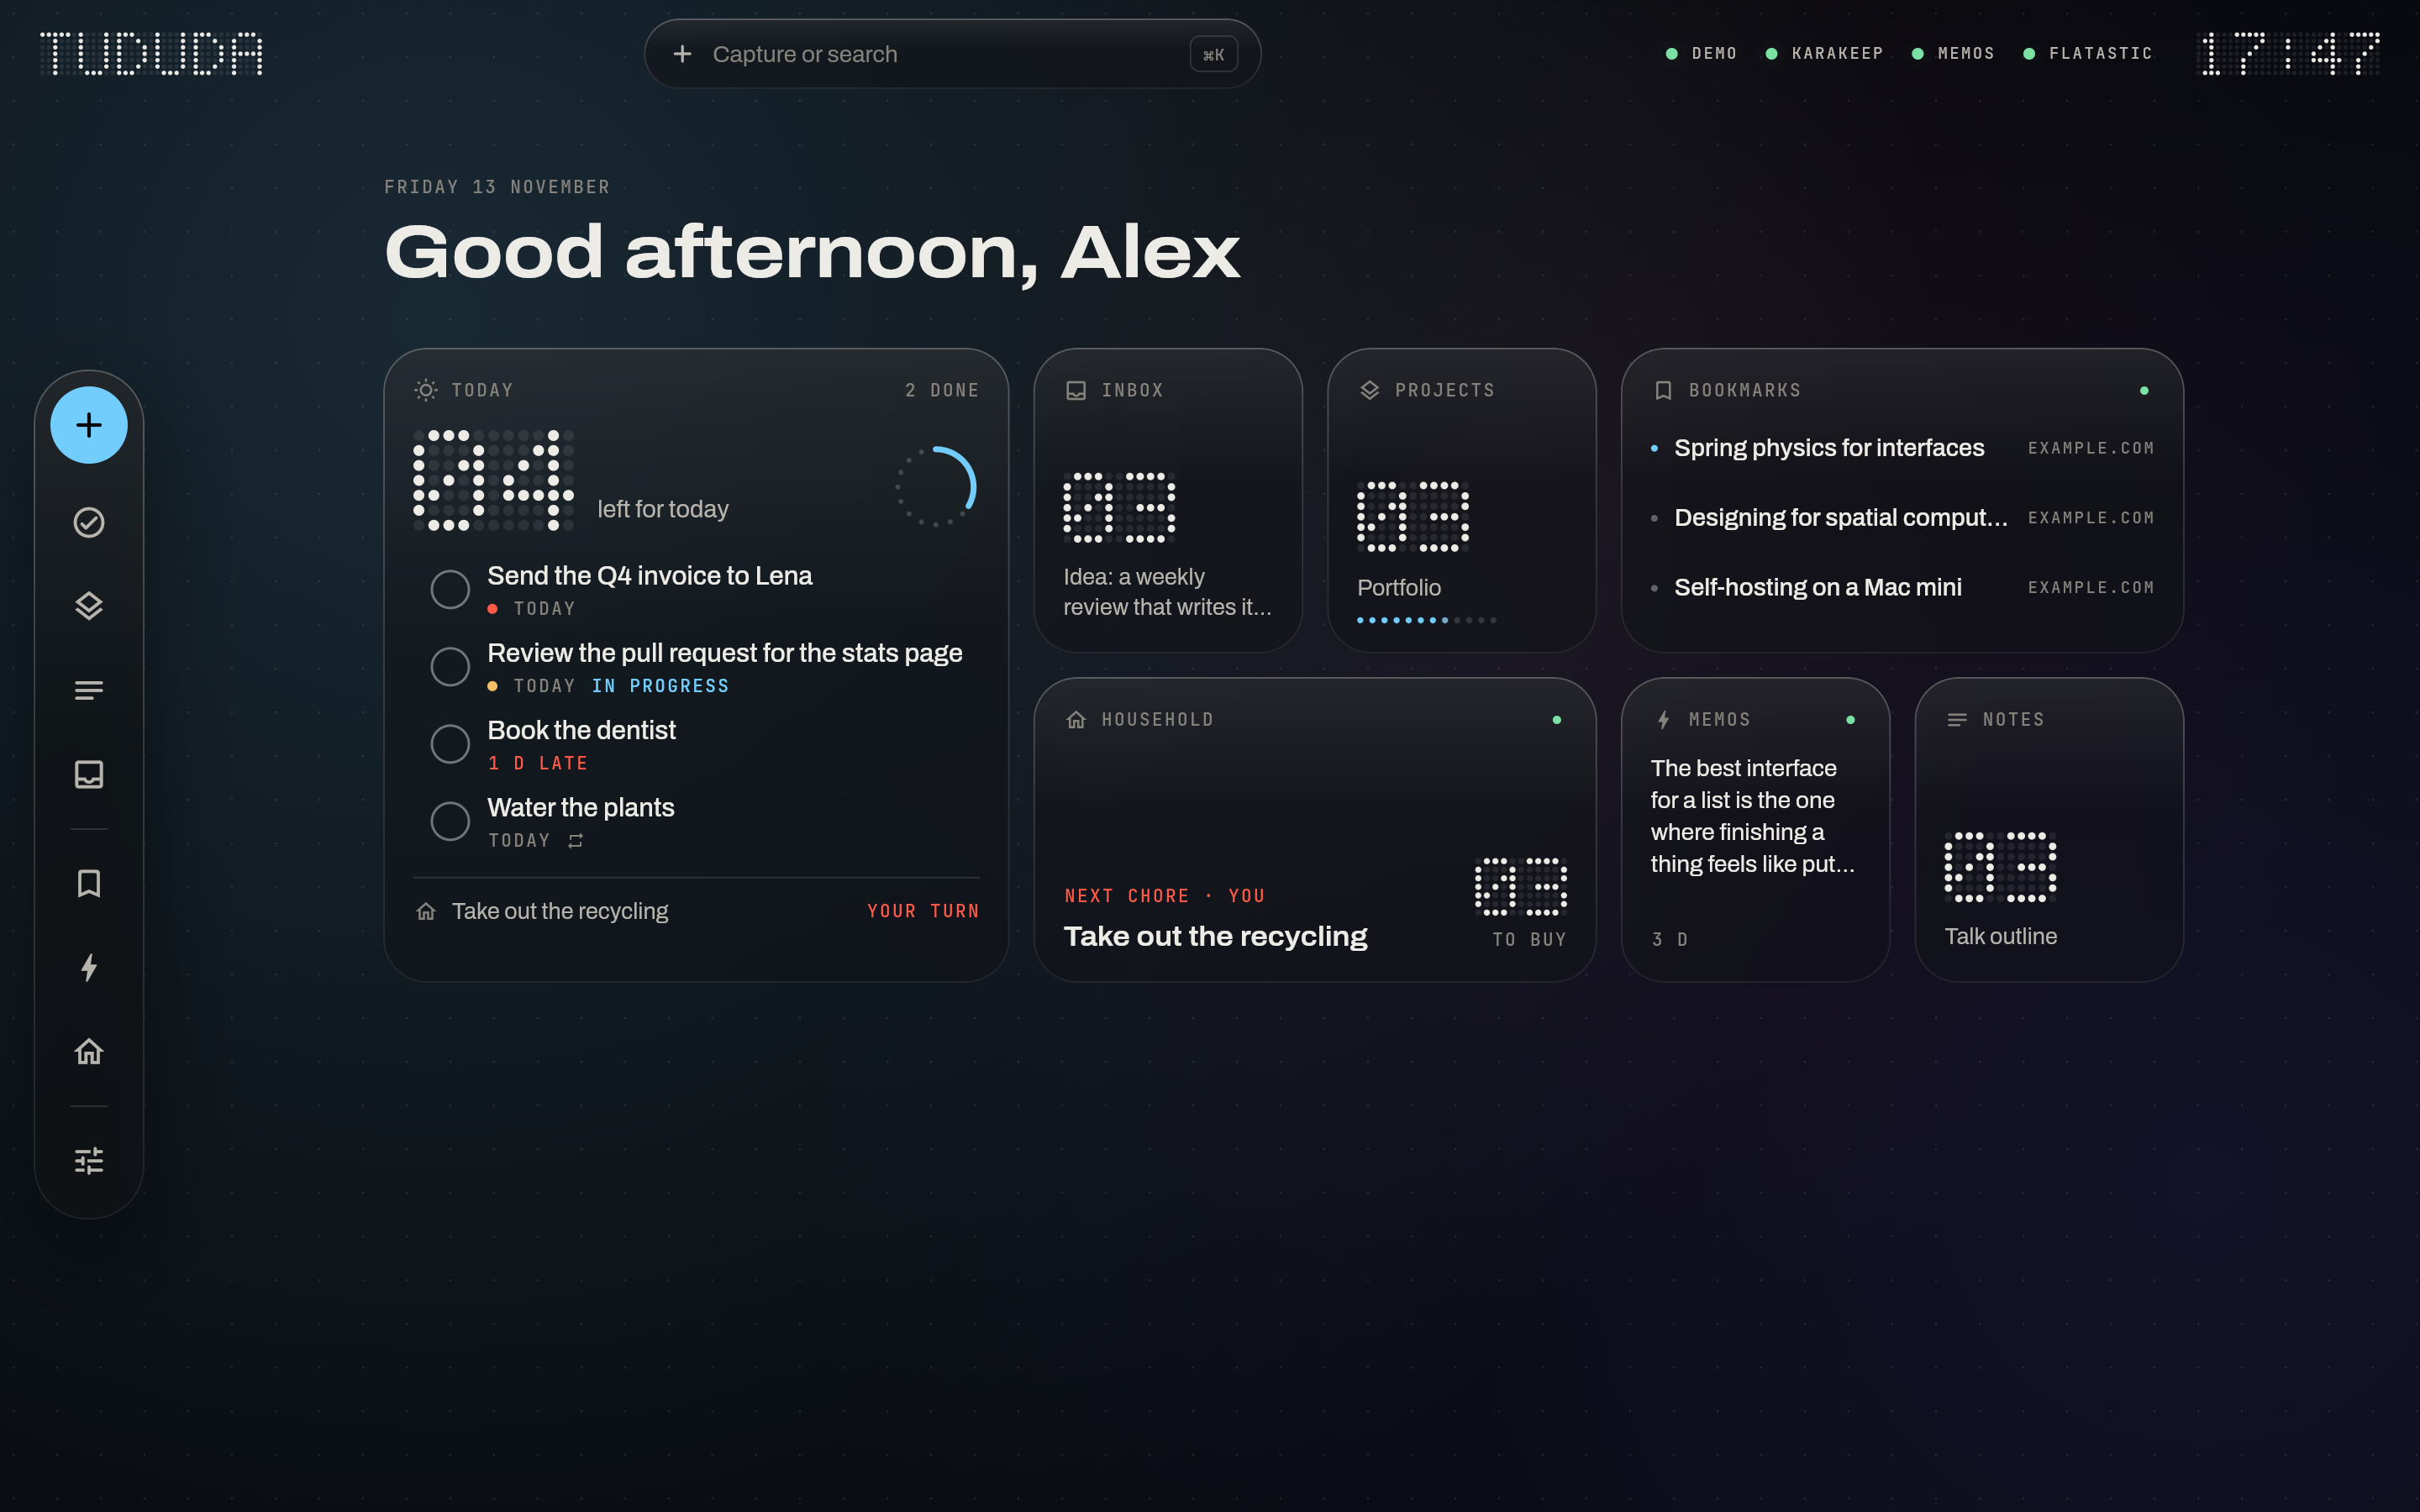 TUDUDA
Capture or search
⌘K
DEMO
KARAKEEP
MEMOS
FLATASTIC
17:47
FRIDAY 13 NOVEMBER
Good afternoon, Alex
TODAY
2 DONE
04
left for today
Send the Q4 invoice to Lena
TODAY
Review the pull request for the stats page
TODAY IN PROGRESS
Book the dentist
1 D LATE
Water the plants
TODAY
Take out the recycling
YOUR TURN
INBOX
03
Idea: a weekly
review that writes it…
PROJECTS
03
Portfolio
BOOKMARKS
Spring physics for interfaces
EXAMPLE.COM
Designing for spatial comput…
EXAMPLE.COM
Self-hosting on a Mac mini
EXAMPLE.COM
HOUSEHOLD
NEXT CHORE · YOU
Take out the recycling
03
TO BUY
MEMOS
The best interface
for a list is the one
where finishing a
thing feels like put…
3 D
NOTES
03
Talk outline